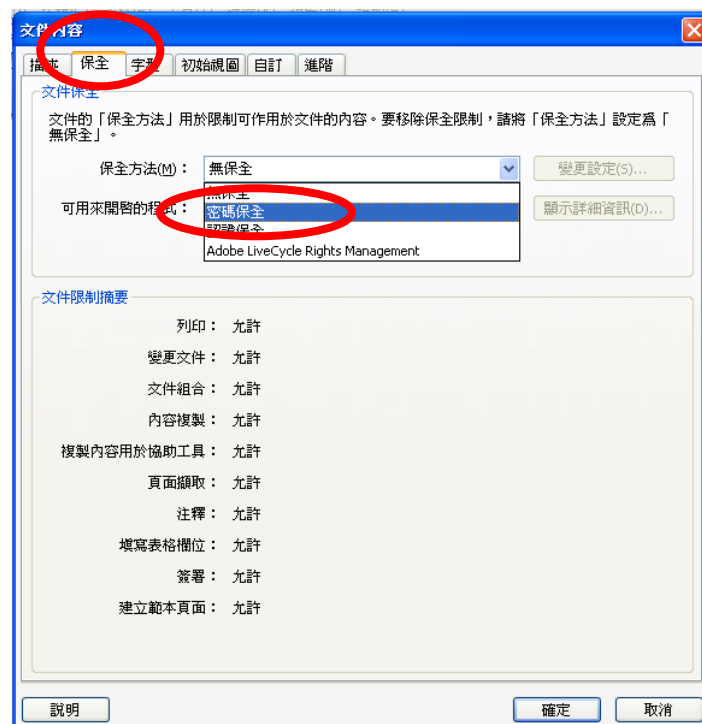 文件內容
描述 保全 字型 初始視圖 自訂 進階
文件保全
文件的「保全方法」用於限制可作用於文件的內容。要移除保全限制，請將「保全方法」設定為「
無保全」。
保全方法(M)： 無保全 變更設定(S)...
無保全
可用來開啓的程式： 密碼保全 顯示詳細資訊(D)...
認證保全
Adobe LiveCycle Rights Management
文件限制摘要
列印： 允許
變更文件： 允許
文件組合： 允許
內容複製： 允許
複製內容用於協助工具： 允許
頁面擷取： 允許
注釋： 允許
填寫表格欄位： 允許
簽署： 允許
建立範本頁面： 允許
說明 確定 取消